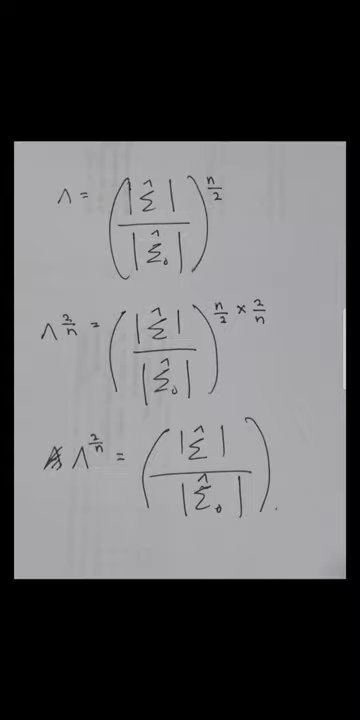 Λ = (|Σ̂| / |Σ̂₀|)^(n/2)
Λ^(2/n) = (|Σ̂| / |Σ̂₀|)^(n/2 × 2/n)
Λ^(2/n) = (|Σ̂| / |Σ̂₀|).